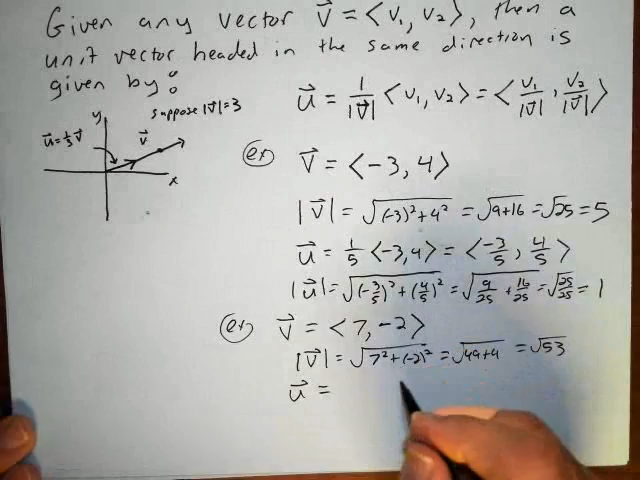 Given any vector v⃗ = <v₁, v₂>, then a
unit vector headed in the same direction is
given by:
u⃗ = 1/|v⃗| <v₁, v₂> = <v₁/|v⃗|, v₂/|v⃗|>
suppose |v⃗|=3
y
u⃗=⅓v⃗
v⃗
x
ex v⃗ = <-3, 4>
|v⃗| = √((-3)²+4²) = √(9+16) = √25 = 5
u⃗ = 1/5 <-3, 4> = <-3/5, 4/5>
|u⃗| = √((-3/5)²+(4/5)²) = √(9/25+16/25) = √(25/25) = 1
ex v⃗ = <7, -2>
|v⃗| = √(7²+(-2)²) = √(49+4) = √53
u⃗ =